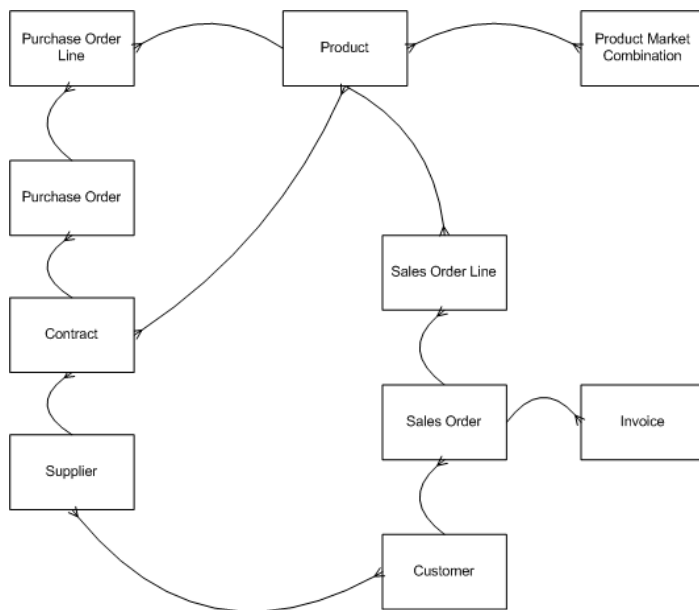 Purchase Order
Line
Product
Product Market
Combination
Purchase Order
Sales Order Line
Contract
Sales Order
Invoice
Supplier
Customer